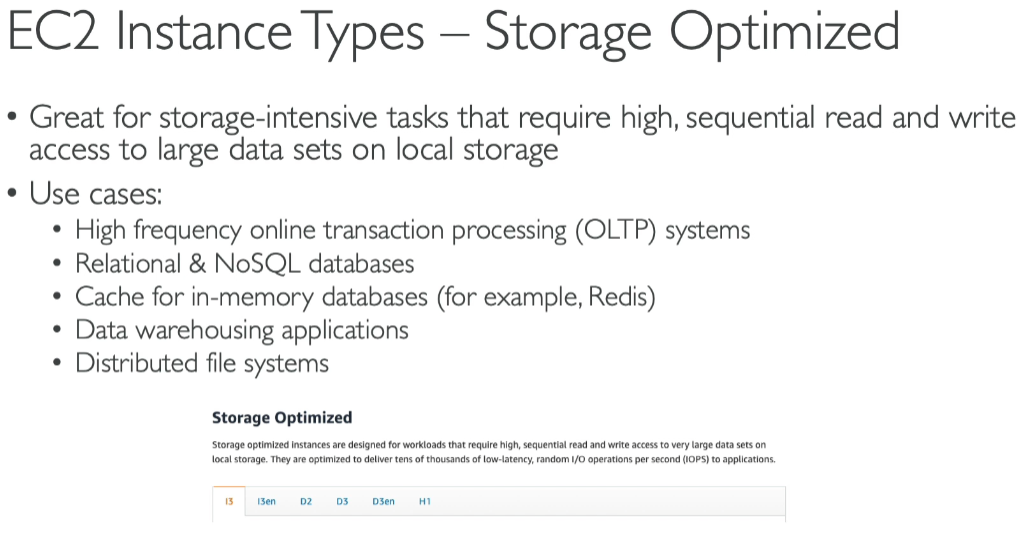 EC2 Instance Types – Storage Optimized
• Great for storage-intensive tasks that require high, sequential read and write
access to large data sets on local storage
• Use cases:
• High frequency online transaction processing (OLTP) systems
• Relational & NoSQL databases
• Cache for in-memory databases (for example, Redis)
• Data warehousing applications
• Distributed file systems
Storage Optimized
Storage optimized instances are designed for workloads that require high, sequential read and write access to very large data sets on
local storage. They are optimized to deliver tens of thousands of low-latency, random I/O operations per second (IOPS) to applications.
I3 I3en D2 D3 D3en H1